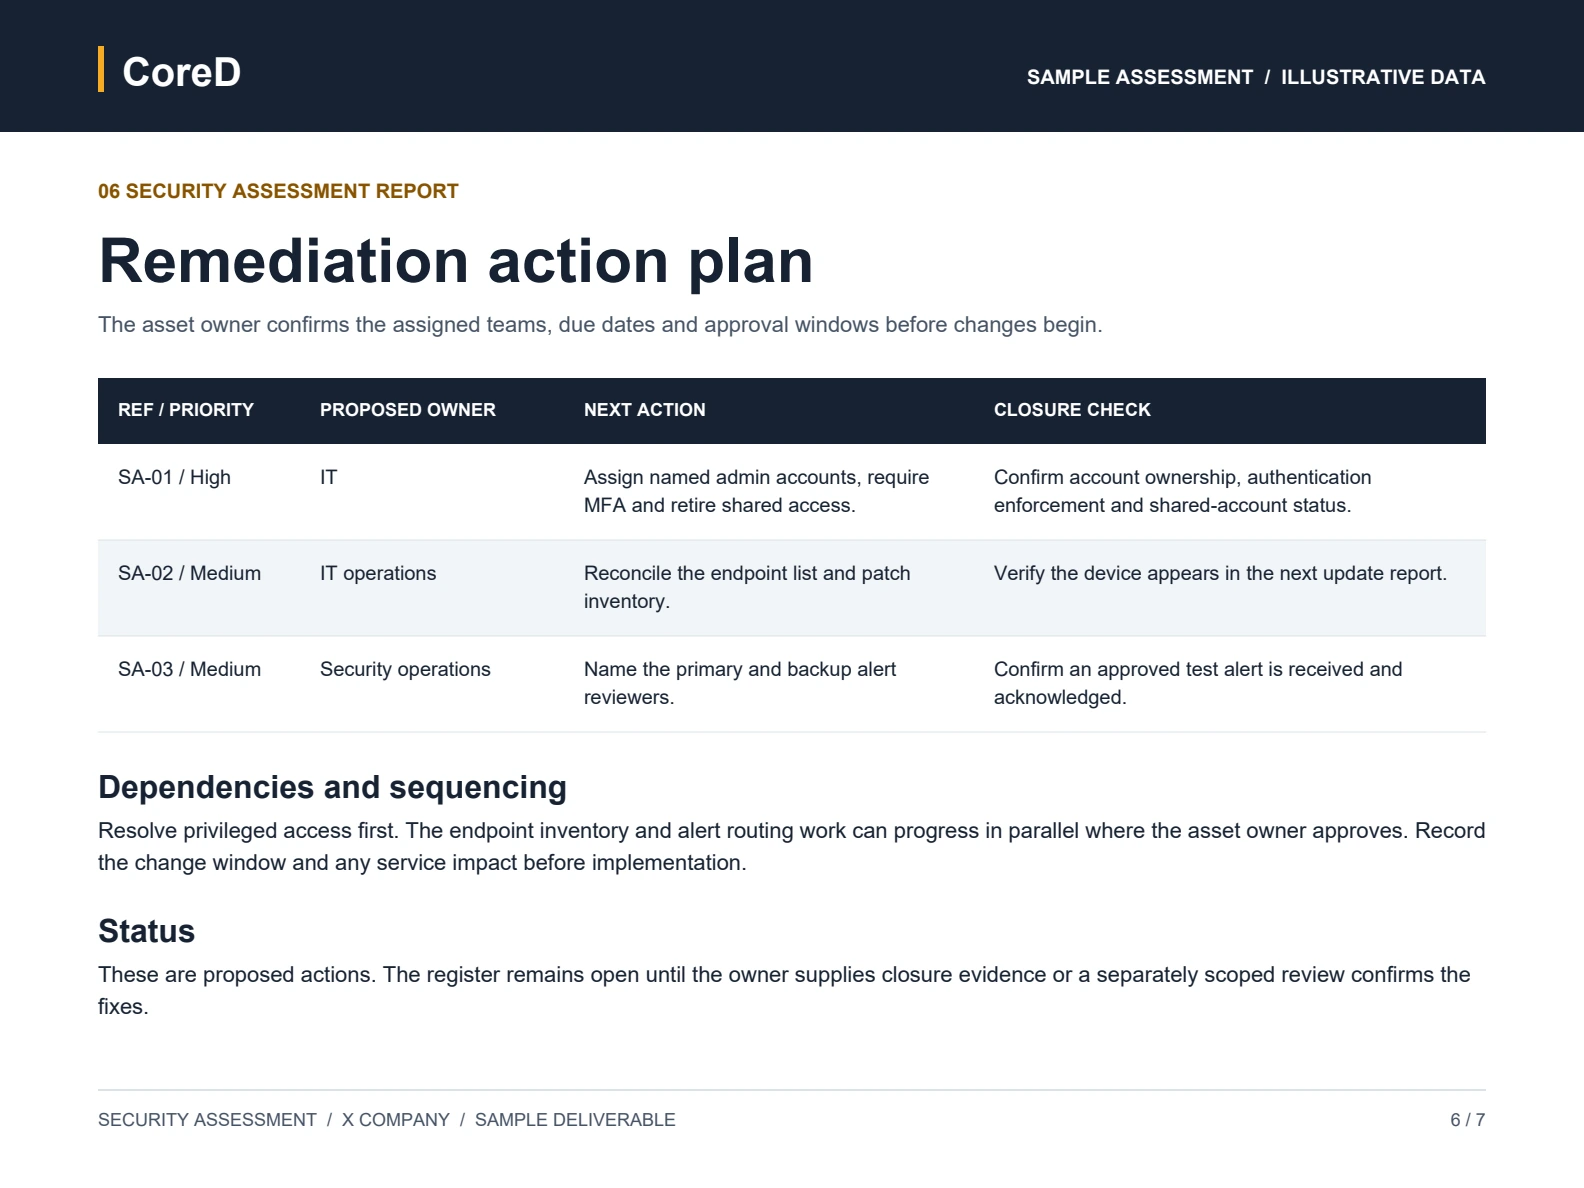 CoreD
SAMPLE ASSESSMENT / ILLUSTRATIVE DATA
06 SECURITY ASSESSMENT REPORT
Remediation action plan
The asset owner confirms the assigned teams, due dates and approval windows before changes begin.
REF / PRIORITY PROPOSED OWNER NEXT ACTION CLOSURE CHECK
SA-01 / High IT Assign named admin accounts, require Confirm account ownership, authentication
MFA and retire shared access. enforcement and shared-account status.
SA-02 / Medium IT operations Reconcile the endpoint list and patch Verify the device appears in the next update report.
inventory.
SA-03 / Medium Security operations Name the primary and backup alert Confirm an approved test alert is received and
reviewers. acknowledged.
Dependencies and sequencing
Resolve privileged access first. The endpoint inventory and alert routing work can progress in parallel where the asset owner approves. Record
the change window and any service impact before implementation.
Status
These are proposed actions. The register remains open until the owner supplies closure evidence or a separately scoped review confirms the
fixes.
SECURITY ASSESSMENT / X COMPANY / SAMPLE DELIVERABLE 6 / 7